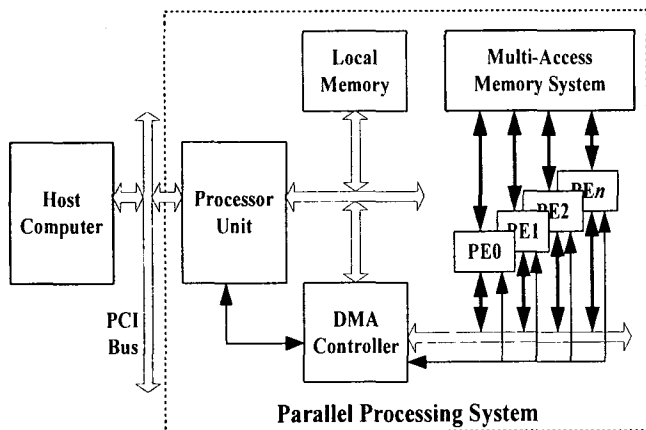 Local
Memory
Multi-Access
Memory System
Host
Computer
Processor
Unit
PEn
PE2
PE1
PE0
PCI
Bus
DMA
Controller
Parallel Processing System